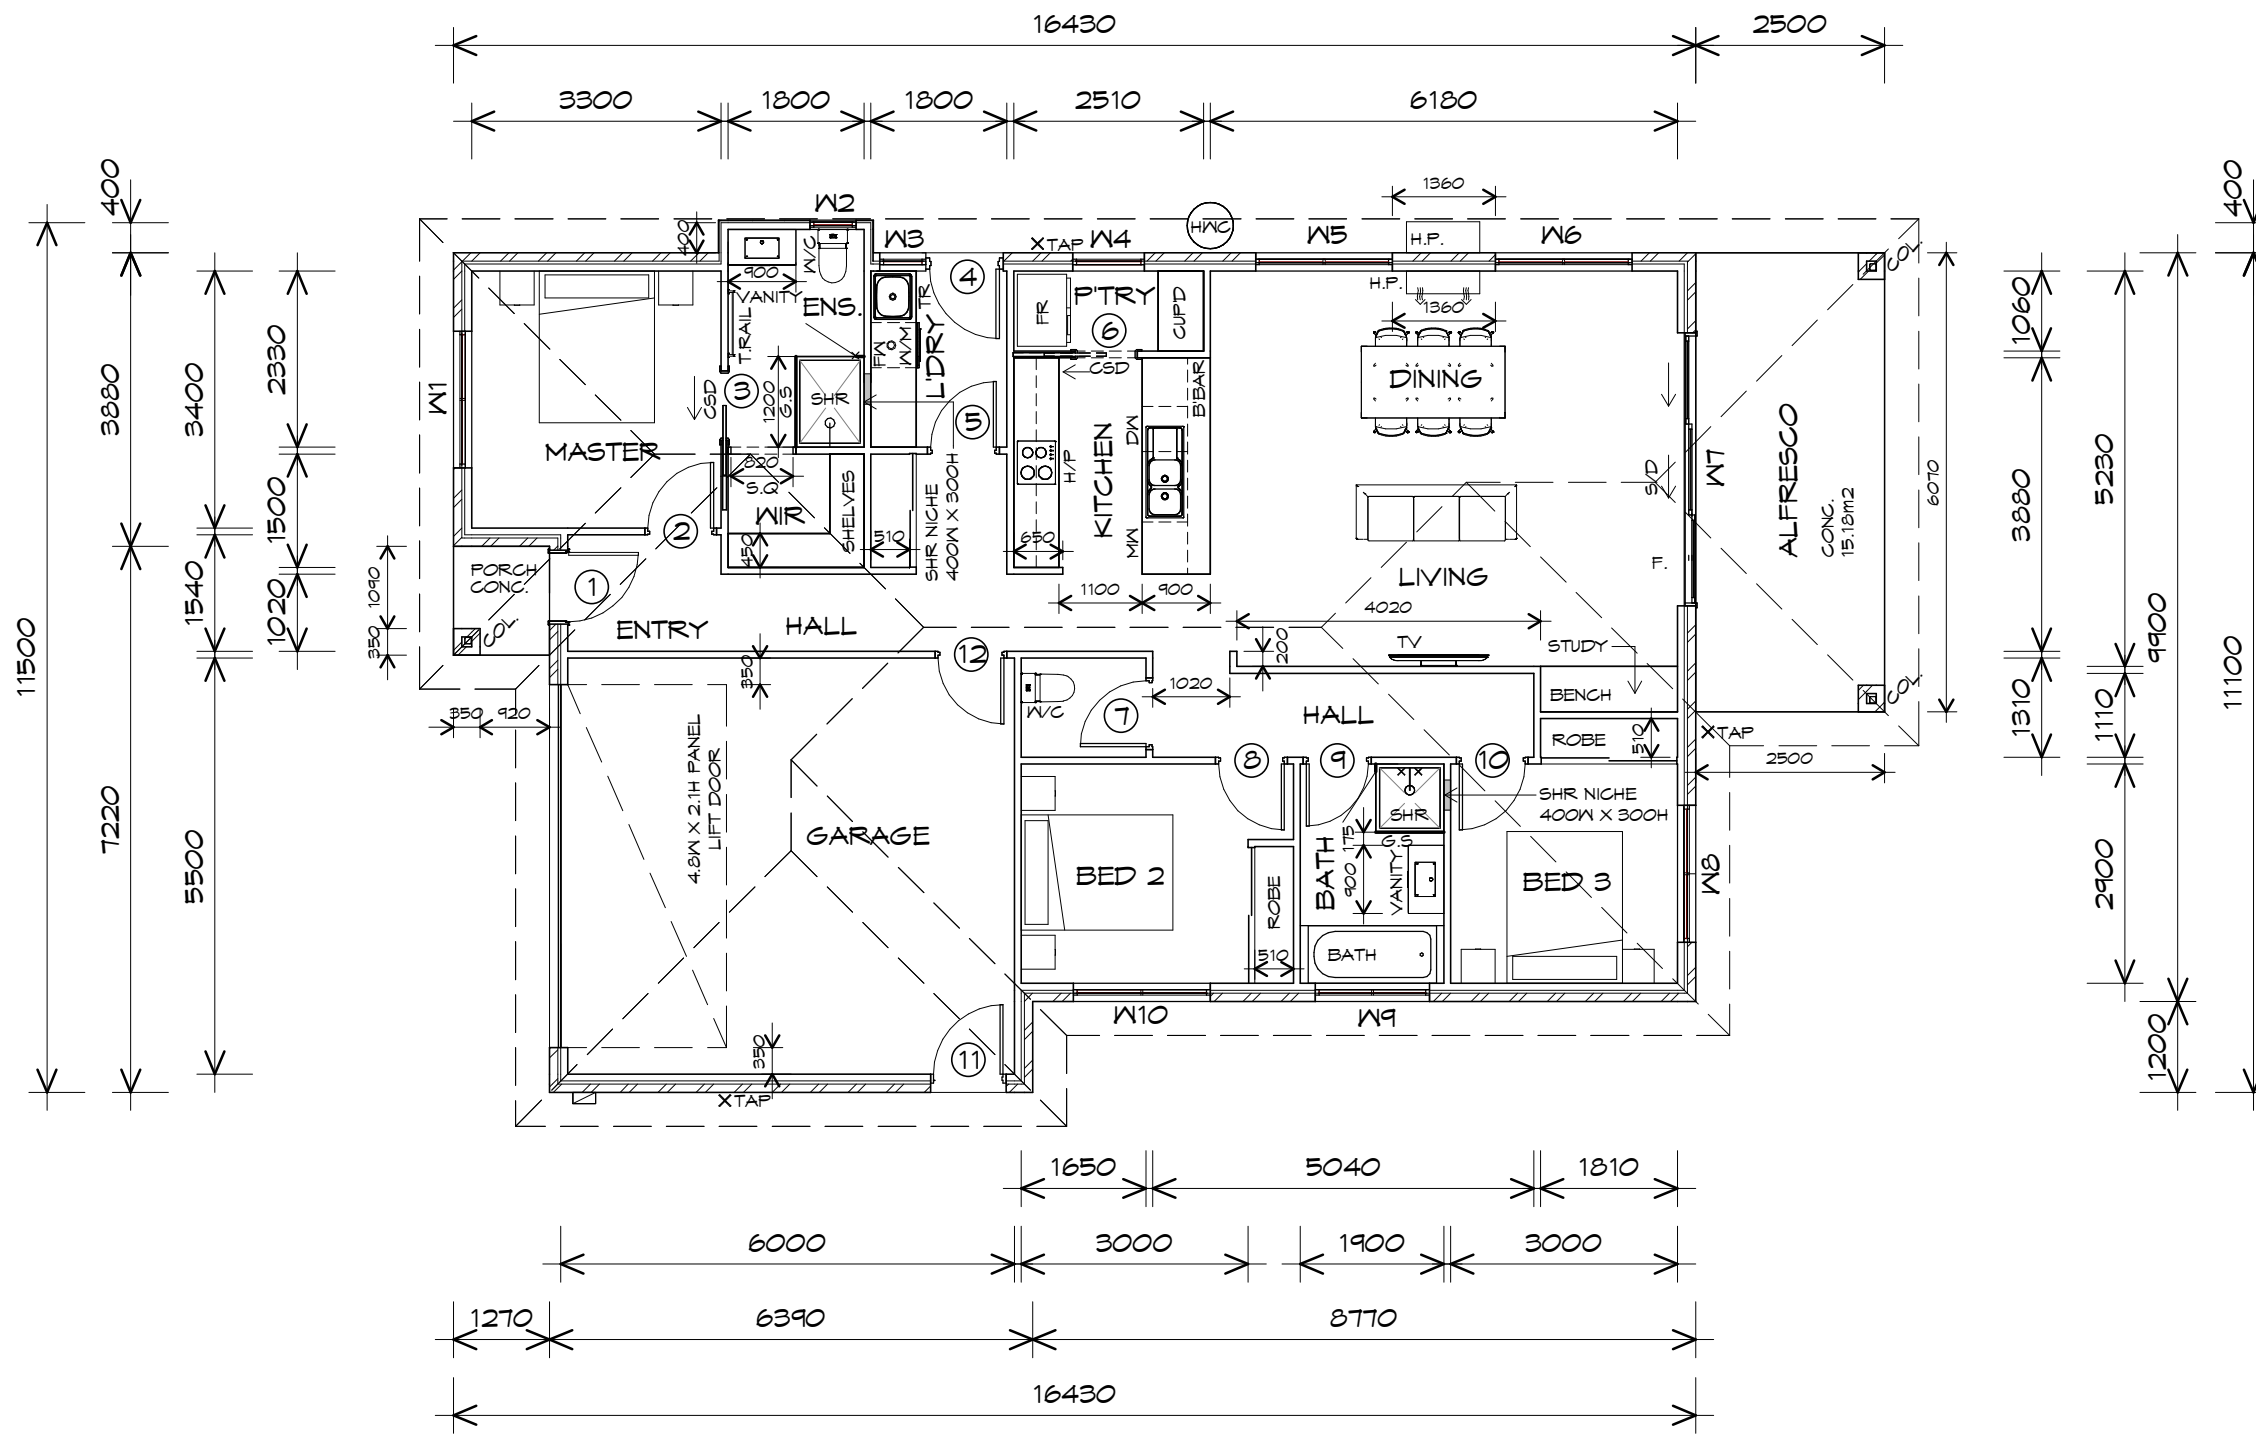 16430
2500
3300
1800
1800
2510
6180
400
400
1360
W2
HWC
W3
XTAP
W4
W5
H.P.
W6
COL.
400
W/C
900
VANITY
ENS.
TR
4
P'TRY
CUP'D
FR
6
H.P.
1360
T.RAIL
FW
W/M
L'DRY
CSD
B'BAR
DINING
2330
3400
3880
W1
CSD
3
1200
G.S
SHR
5
DW
KITCHEN
H/P
MASTER
820
S.Q
SHELVES
WIR
SHR NICHE
400W X 300H
S/D
W7
ALFRESCO
CONC.
15.18m2
6070
1060
3880
5230
1500
1540
1020
2
450
510
650
MW
F.
9900
11100
11500
1090
350
PORCH
CONC.
1
COL.
ENTRY
HALL
1100
900
LIVING
4020
TV
STUDY
200
12
350
350
920
W/C
7
1020
HALL
BENCH
COL.
1310
1110
ROBE
510
XTAP
2500
7220
5500
4.8W X 2.1H PANEL
LIFT DOOR
GARAGE
8
9
10
SHR NICHE
400W X 300H
SHR
G.S
175
900
VANITY
BATH
BED 2
ROBE
510
BATH
BED 3
W8
2900
1200
350
11
XTAP
W10
W9
1650
5040
1810
6000
3000
1900
3000
1270
6390
8770
16430